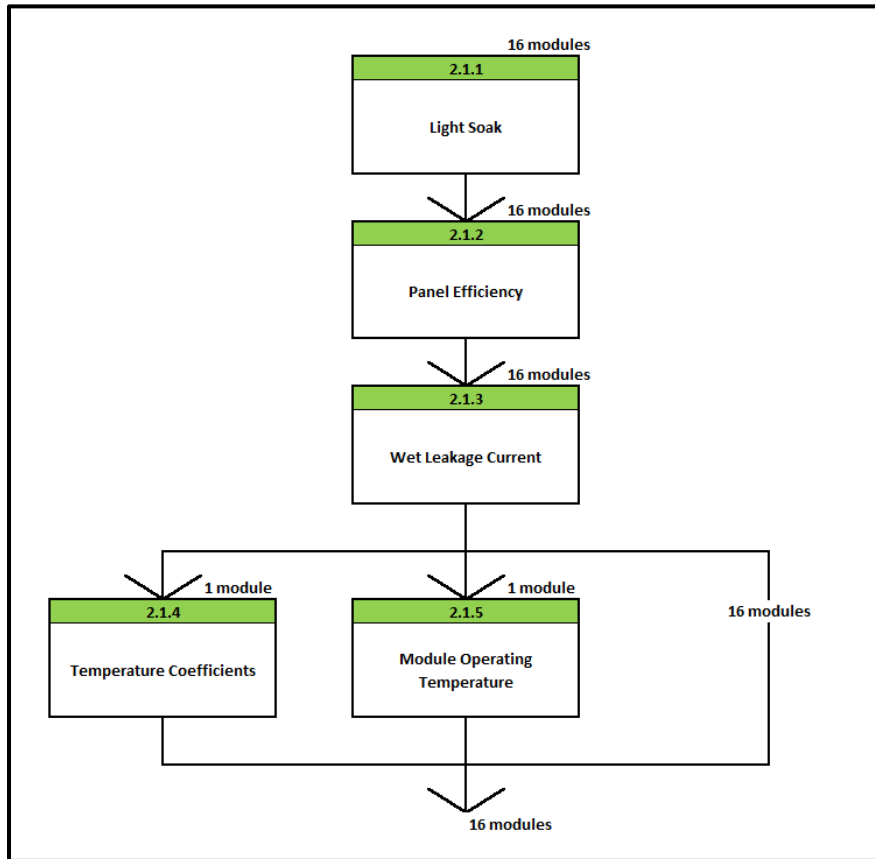 16 modules
2.1.1
Light Soak
16 modules
2.1.2
Panel Efficiency
16 modules
2.1.3
Wet Leakage Current
1 module
2.1.4
Temperature Coefficients
1 module
2.1.5
Module Operating
Temperature
16 modules
16 modules